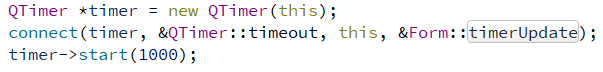 QTimer *timer = new QTimer(this);
connect(timer, &QTimer::timeout, this, &Form::timerUpdate);
timer->start(1000);